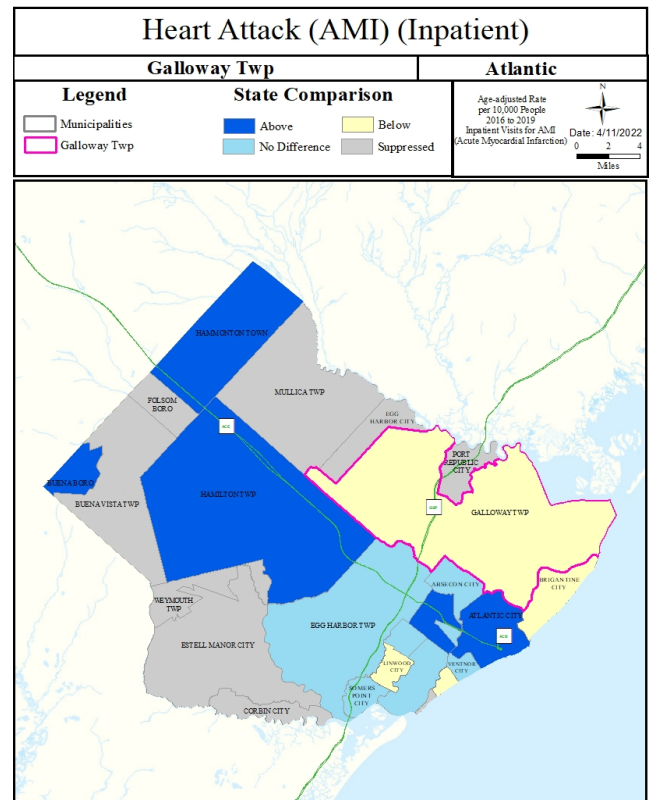 Heart Attack (AMI) (Inpatient)
Galloway Twp
Atlantic
Legend
Municipalities
Galloway Twp
State Comparison
Above
Below
No Difference
Suppressed
Age-adjusted Rate
per 10,000 People
2016 to 2019
Inpatient Visits for AMI
(Acute Myocardial Infarction)
N
Date: 4/11/2022
0 2 4
Miles
HAMMONTON TOWN
MULLICA TWP
FOLSOM
BORO
EGG
HARBOR CITY
ACE
PORT
REPUBLIC
CITY
BUENA BORO
HAMILTON TWP
BUENA VISTA TWP
GSP
GALLOWAY TWP
ABSECON CITY
BRIGANTINE
CITY
WEYMOUTH
TWP
ATLANTIC CITY
EGG HARBOR TWP
ACE
ESTELL MANOR CITY
LINWOOD
CITY
VENTNOR
CITY
SOMERS
POINT
CITY
CORBIN CITY